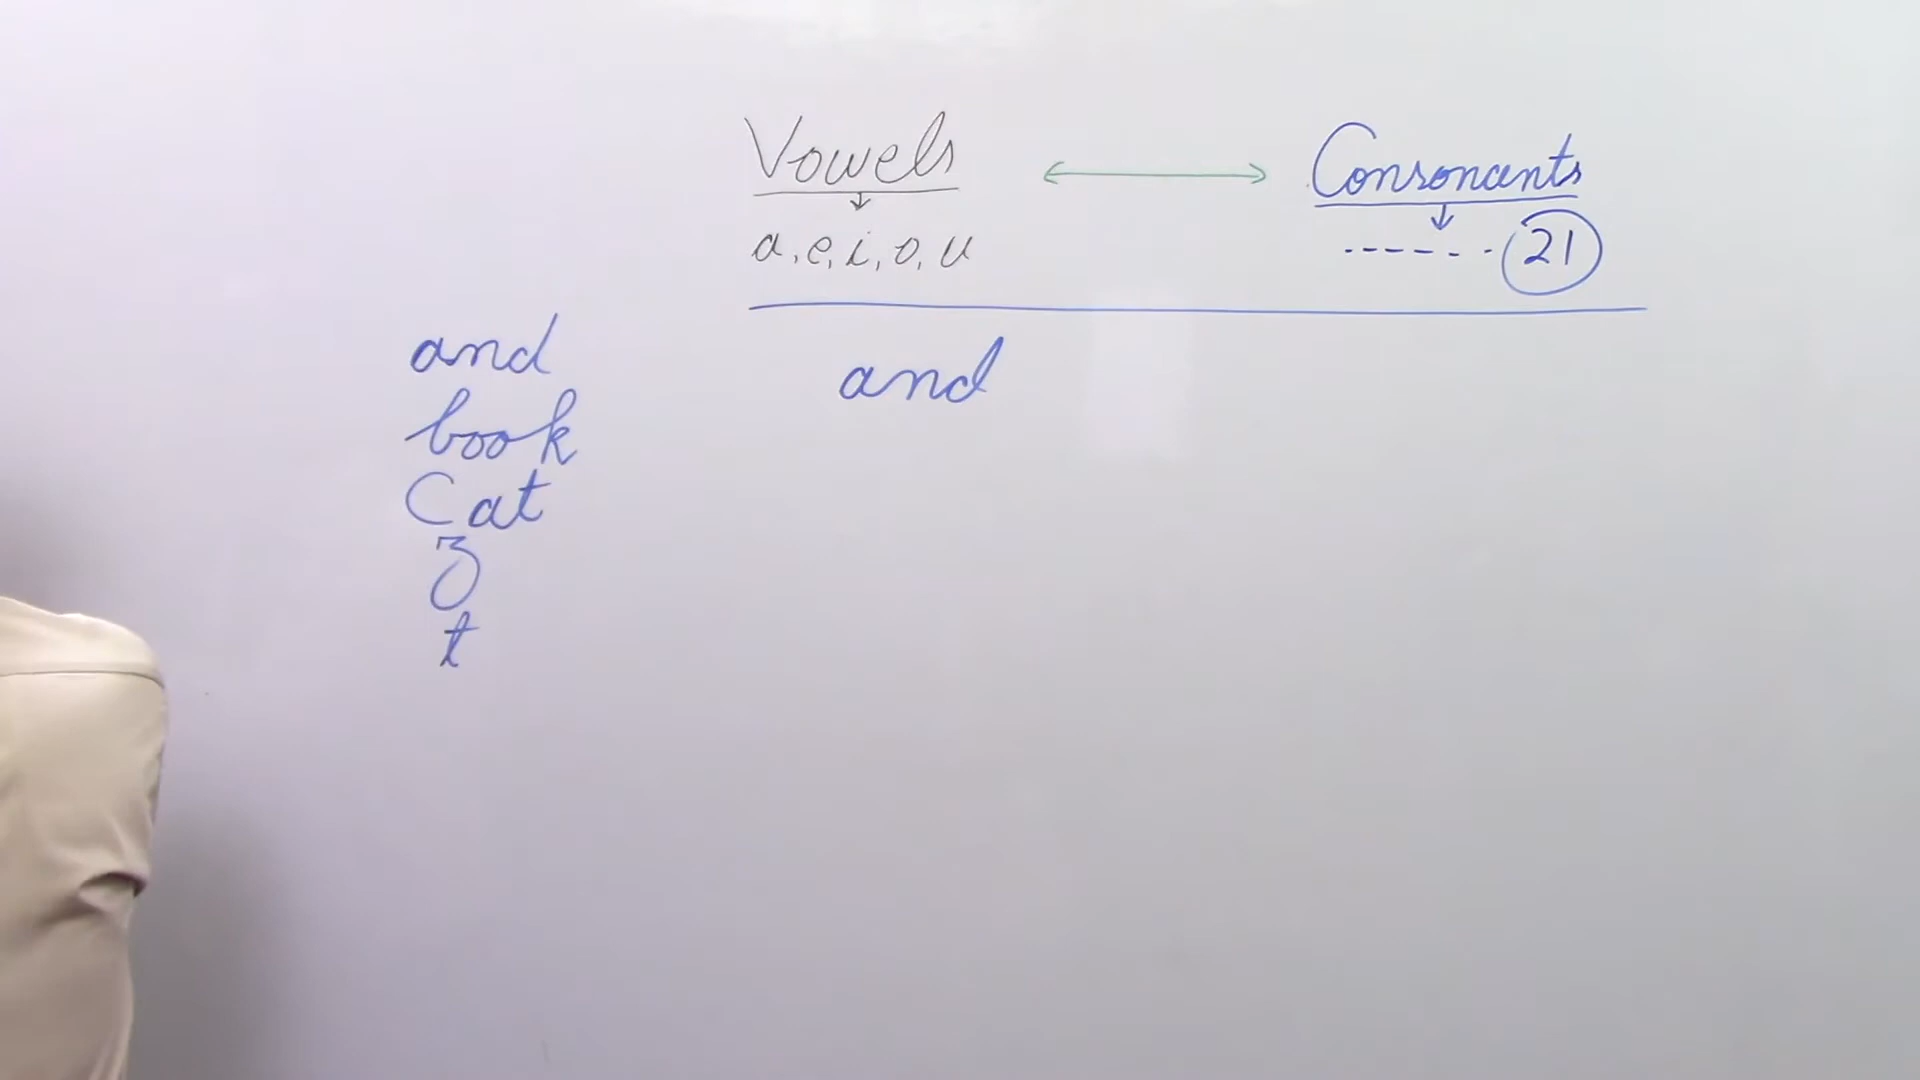 Vowels ↔ Consonants
↓ ↓
a, e, i, o, u ------- 21
and and
book
Cat
z
t